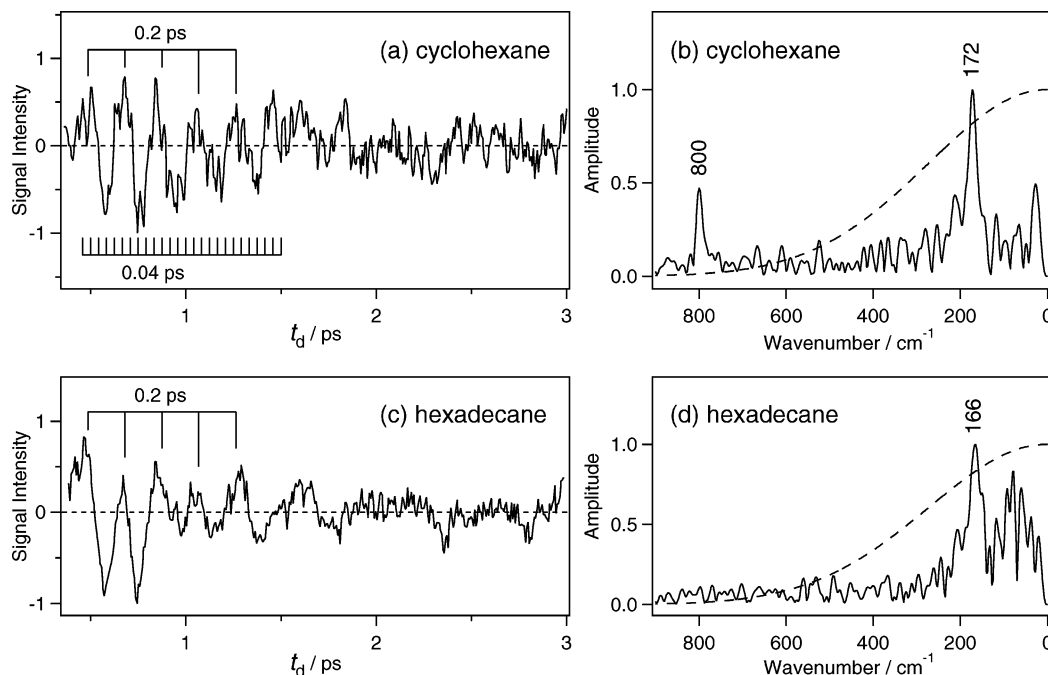 0.2 ps
(a) cyclohexane
Signal Intensity
1
0
-1
0.04 ps
1
2
3
td / ps
(b) cyclohexane
172
800
Amplitude
1.0
0.5
0.0
800
600
400
200
0
Wavenumber / cm-1
0.2 ps
(c) hexadecane
Signal Intensity
1
0
-1
1
2
3
td / ps
(d) hexadecane
166
Amplitude
1.0
0.5
0.0
800
600
400
200
0
Wavenumber / cm-1